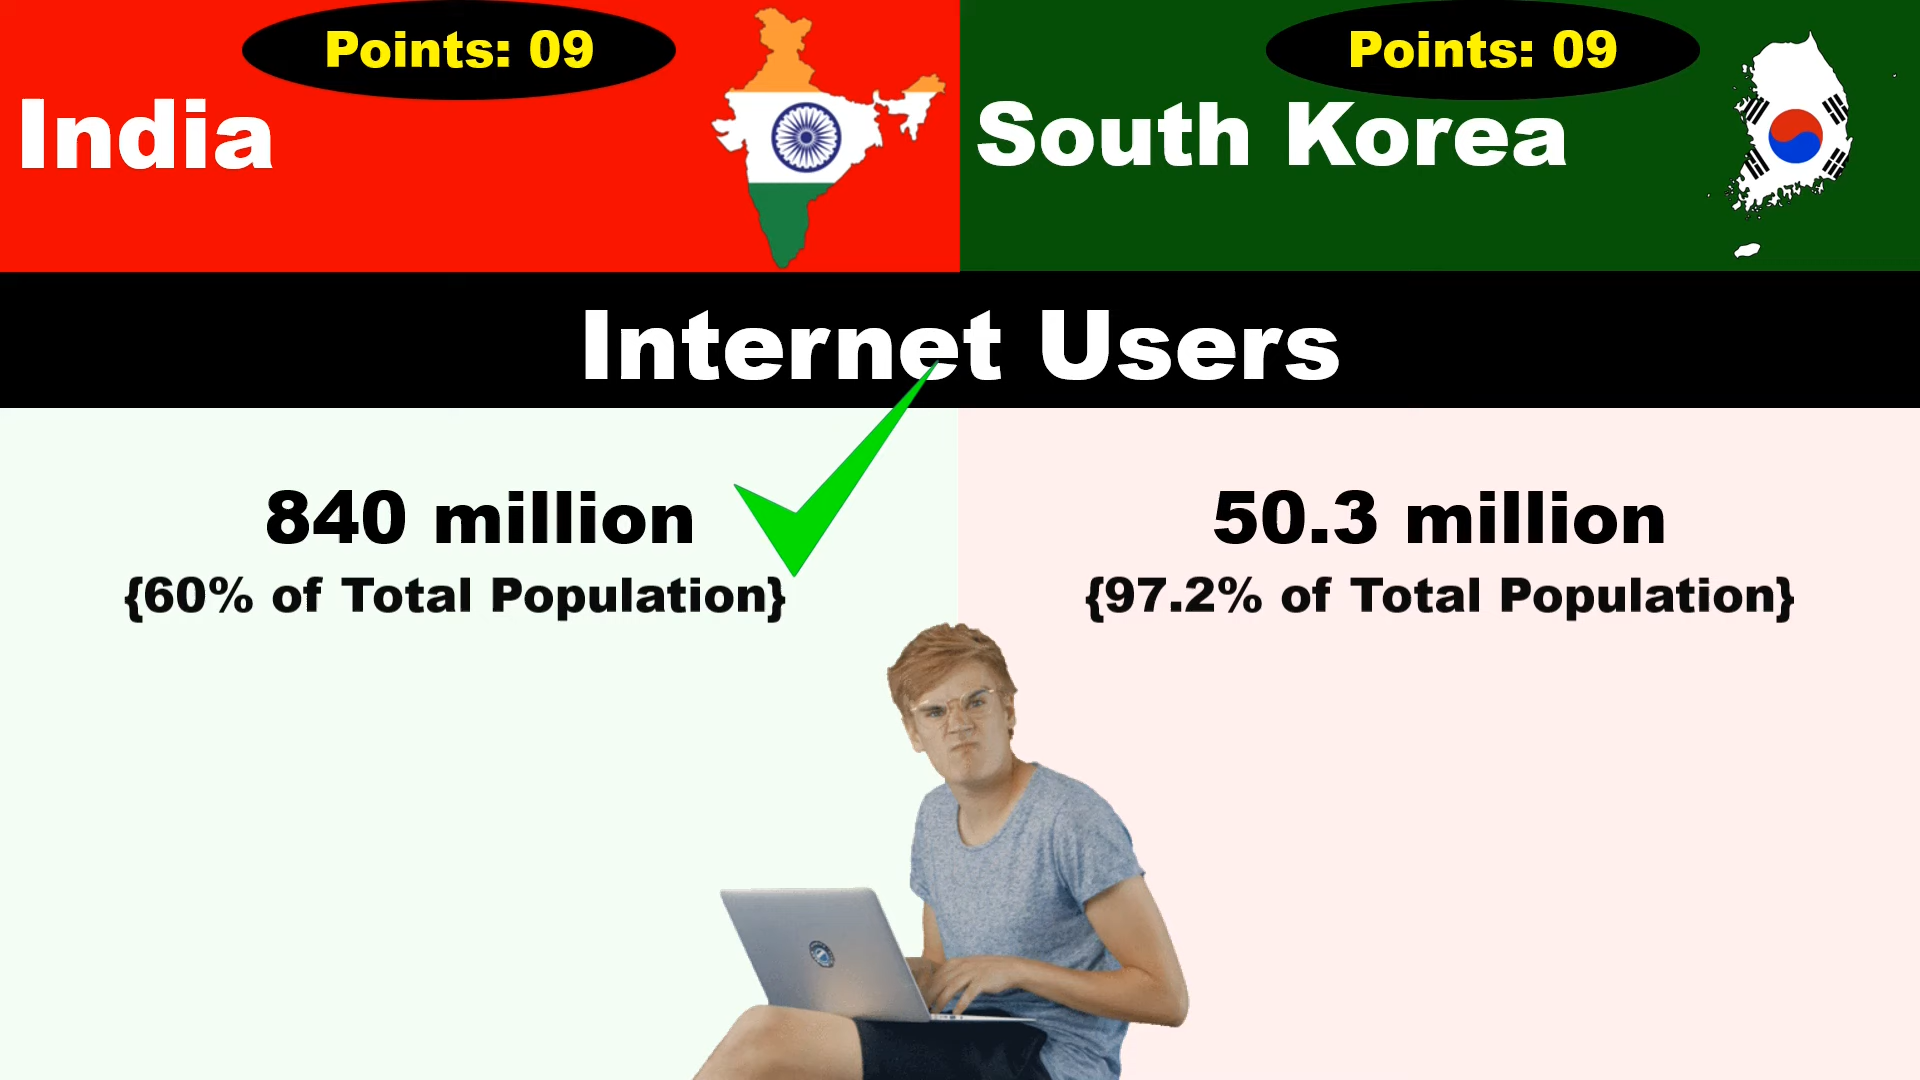 Points: 09
India
Points: 09
South Korea
Internet Users
840 million
{60% of Total Population}
50.3 million
{97.2% of Total Population}